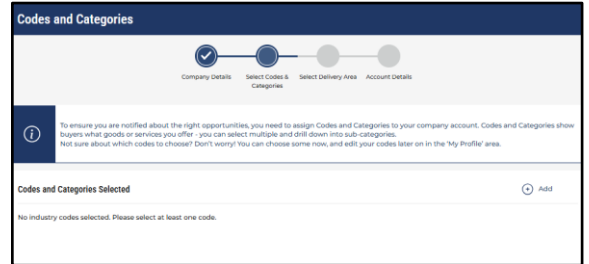 Codes and Categories
Company Details
Select Codes &
Categories
Select Delivery Area
Account Details
To ensure you are notified about the right opportunities, you need to assign Codes and Categories to your company account. Codes and Categories show
buyers what goods or services you offer - you can select multiple and drill down into sub-categories.
Not sure about which codes to choose? Don't worry! You can choose some now, and edit your codes later on in the 'My Profile' area.
Codes and Categories Selected
Add
No industry codes selected. Please select at least one code.